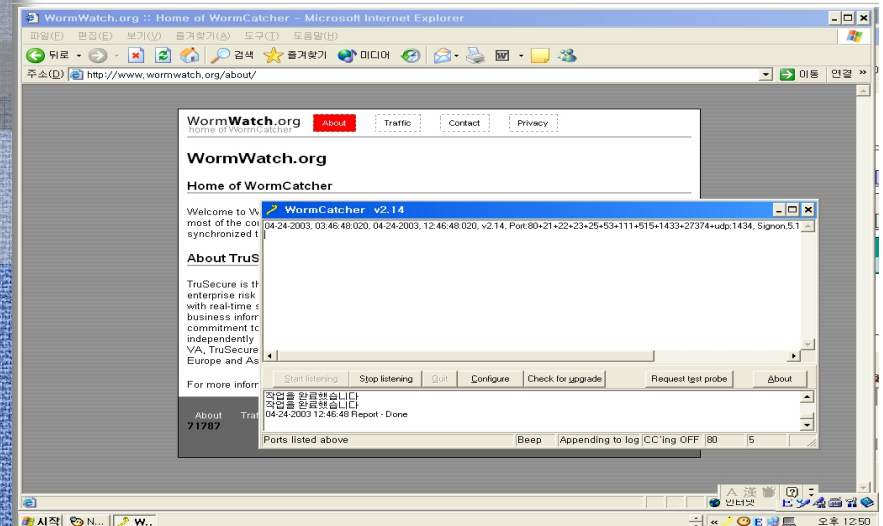 WormWatch.org :: Home of WormCatcher - Microsoft Internet Explorer
파일(F) 편집(E) 보기(V) 즐겨찾기(A) 도구(T) 도움말(H)
뒤로 검색 즐겨찾기 미디어
주소(D) http://www.wormwatch.org/about/ 이동 연결 »
WormWatch.org About Traffic Contact Privacy
home of WormCatcher
WormWatch.org
Home of WormCatcher
Welcome to W
most of the co
synchronized t
About TruS
TruSecure is th
enterprise risk
with real-time s
business inforr
commitment to
independently
VA, TruSecure
Europe and As
For more inforr
About Traf
71787
WormCatcher v2.14
04-24-2003, 03:46:48:020, 04-24-2003, 12:46:48:020, v2.14, Port:80+21+22+23+25+53+111+515+1433+27374+udp:1434, Signon,5.1
Start listening Stop listening Quit Configure Check for upgrade Request test probe About
작업을 완료했습니다
작업을 완료했습니다
04-24-2003 12:46:48 Report - Done
Ports listed above Beep Appending to log CC'ing OFF 80 5
A 漢
인터넷
시작 N... W.. « E 오후 12:50